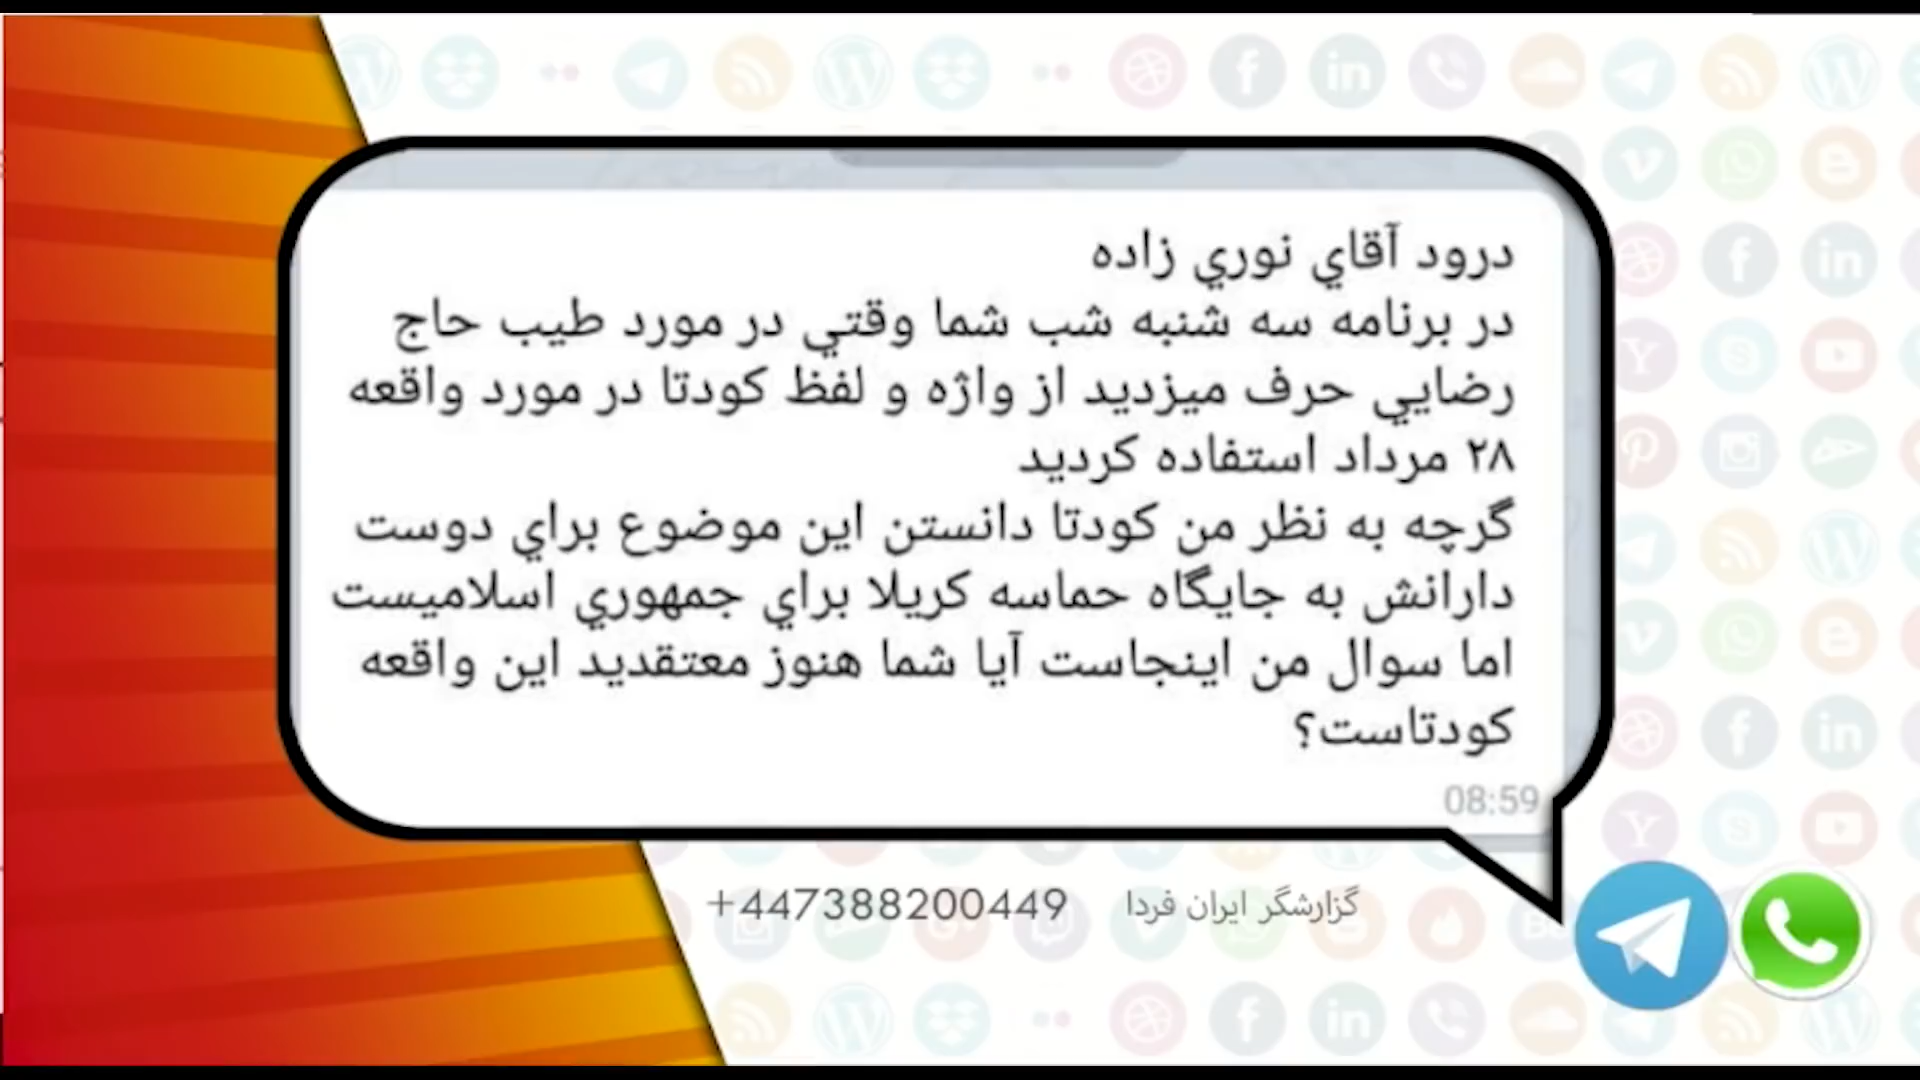 درود آقاي نوري زاده
در برنامه سه شنبه شب شما وقتي در مورد طيب حاج
رضايي حرف ميزديد از واژه و لفظ كودتا در مورد واقعه
۲۸ مرداد استفاده كرديد
گرچه به نظر من كودتا دانستن اين موضوع براي دوست
دارانش به جايگاه حماسه كربلا براي جمهوري اسلاميست
اما سوال من اينجاست آيا شما هنوز معتقديد اين واقعه
كودتاست؟
08:59
گزارشگر ایران فردا +447388200449